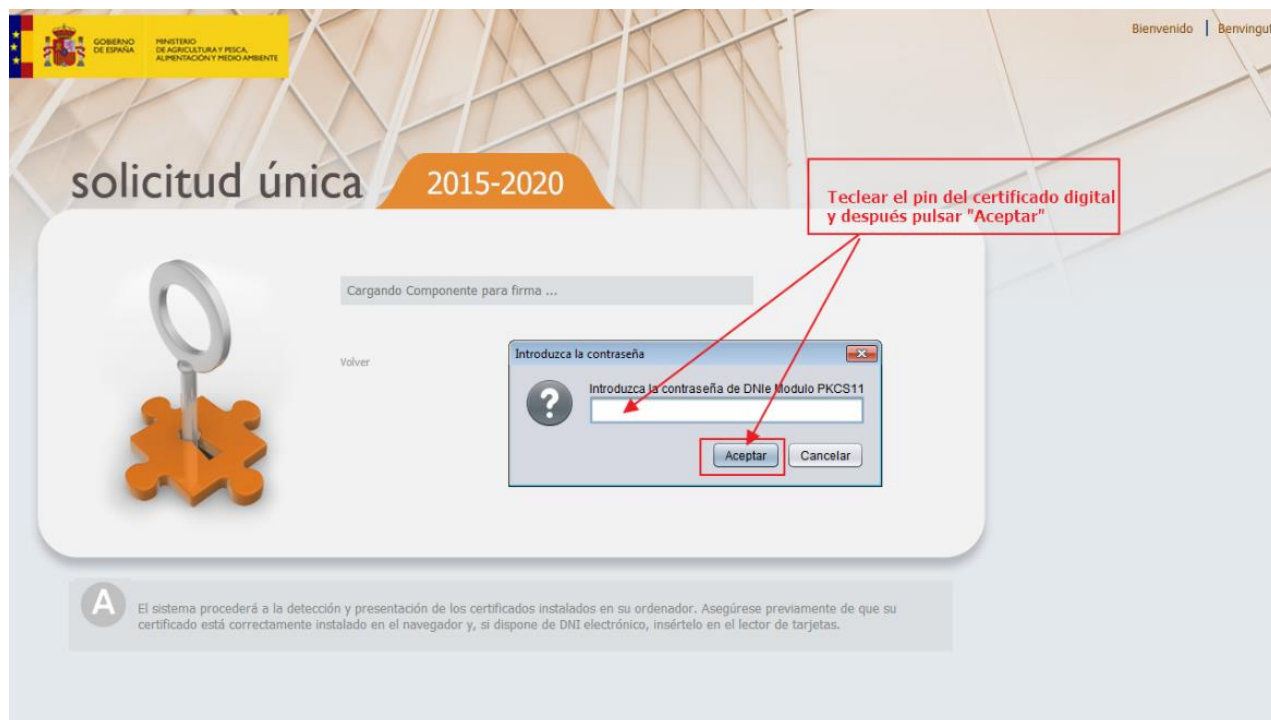 GOBIERNO
DE ESPAÑA
MINISTERIO
DE AGRICULTURA Y PESCA,
ALIMENTACIÓN Y MEDIO AMBIENTE
Bienvenido | Benvingut
solicitud única
2015-2020
Teclear el pin del certificado digital
y después pulsar "Aceptar"
Cargando Componente para firma ...
Volver
Introduzca la contraseña
Introduzca la contraseña de DNIe Modulo PKCS11
Aceptar
Cancelar
A
El sistema procederá a la detección y presentación de los certificados instalados en su ordenador. Asegúrese previamente de que su
certificado está correctamente instalado en el navegador y, si dispone de DNI electrónico, insértelo en el lector de tarjetas.